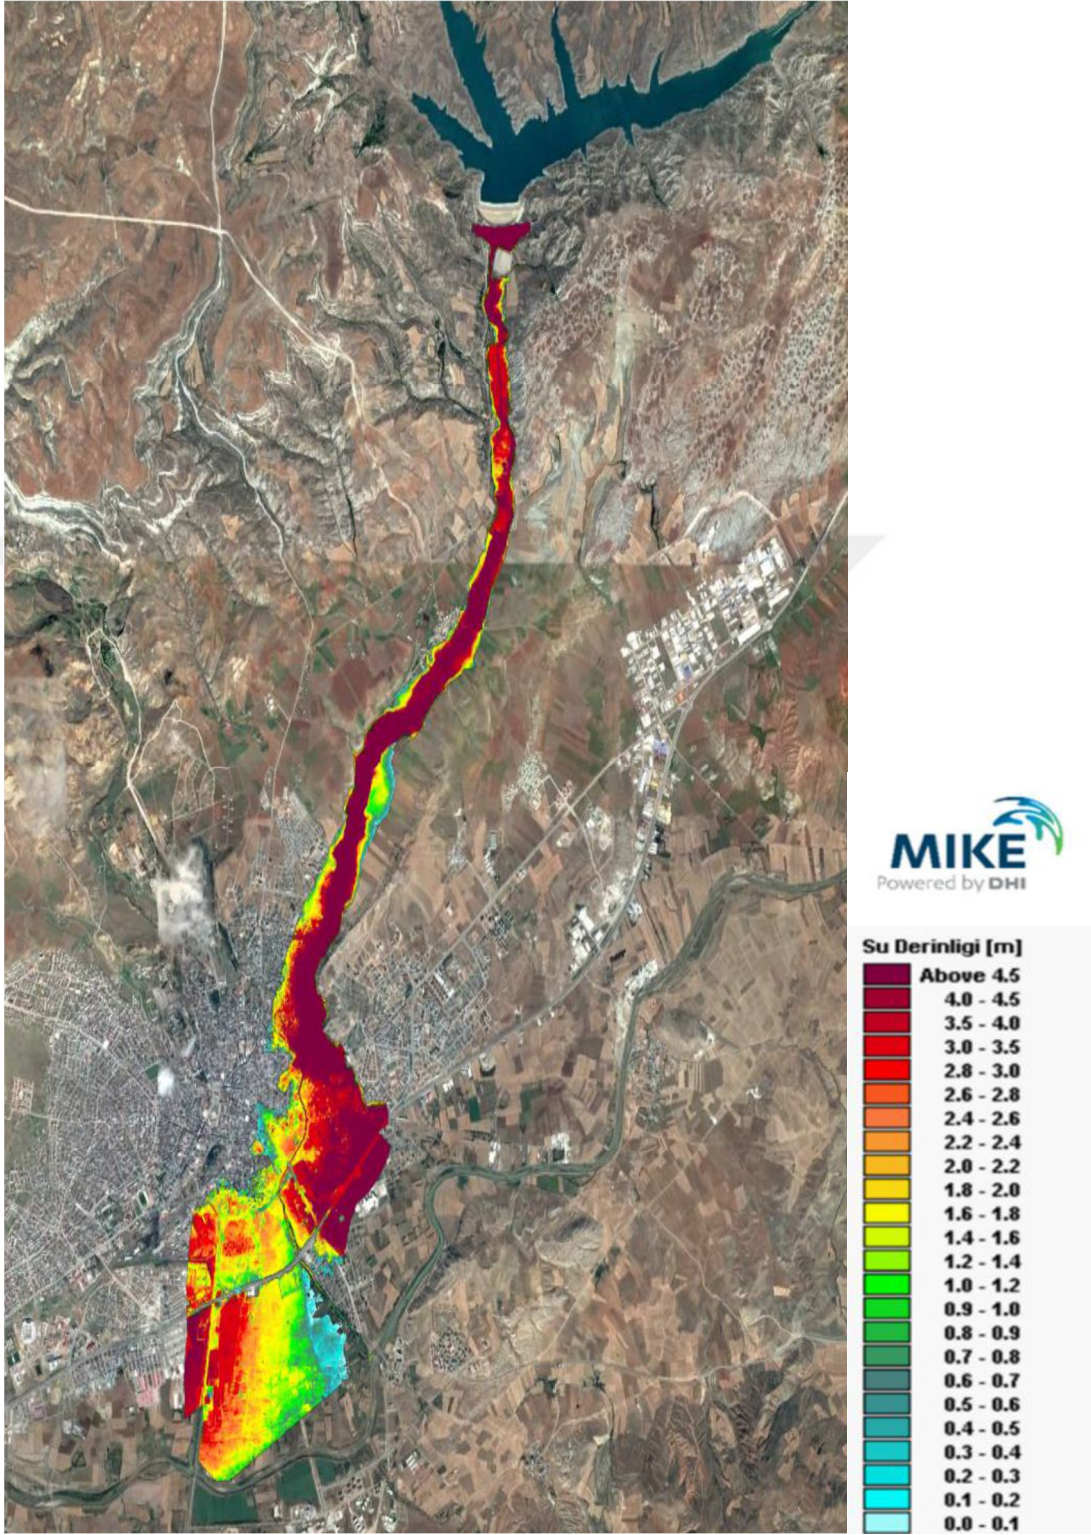 MIKE
Powered by DHI
Su Derinligi [m]
Above 4.5
4.0 - 4.5
3.5 - 4.0
3.0 - 3.5
2.8 - 3.0
2.6 - 2.8
2.4 - 2.6
2.2 - 2.4
2.0 - 2.2
1.8 - 2.0
1.6 - 1.8
1.4 - 1.6
1.2 - 1.4
1.0 - 1.2
0.9 - 1.0
0.8 - 0.9
0.7 - 0.8
0.6 - 0.7
0.5 - 0.6
0.4 - 0.5
0.3 - 0.4
0.2 - 0.3
0.1 - 0.2
0.0 - 0.1